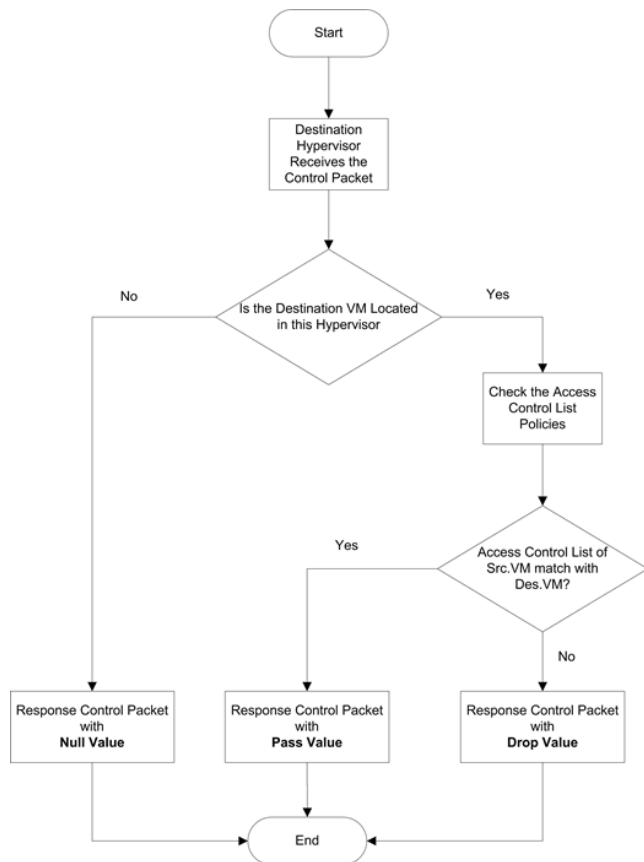 Start
Destination
Hypervisor
Receives the
Control Packet
No
Is the Destination VM Located
in this Hypervisor
Yes
Check the Access
Control List
Policies
Yes
Access Control List of
Src.VM match with
Des.VM?
No
Response Control Packet
with
Null Value
Response Control Packet
with
Pass Value
Response Control Packet
with
Drop Value
End